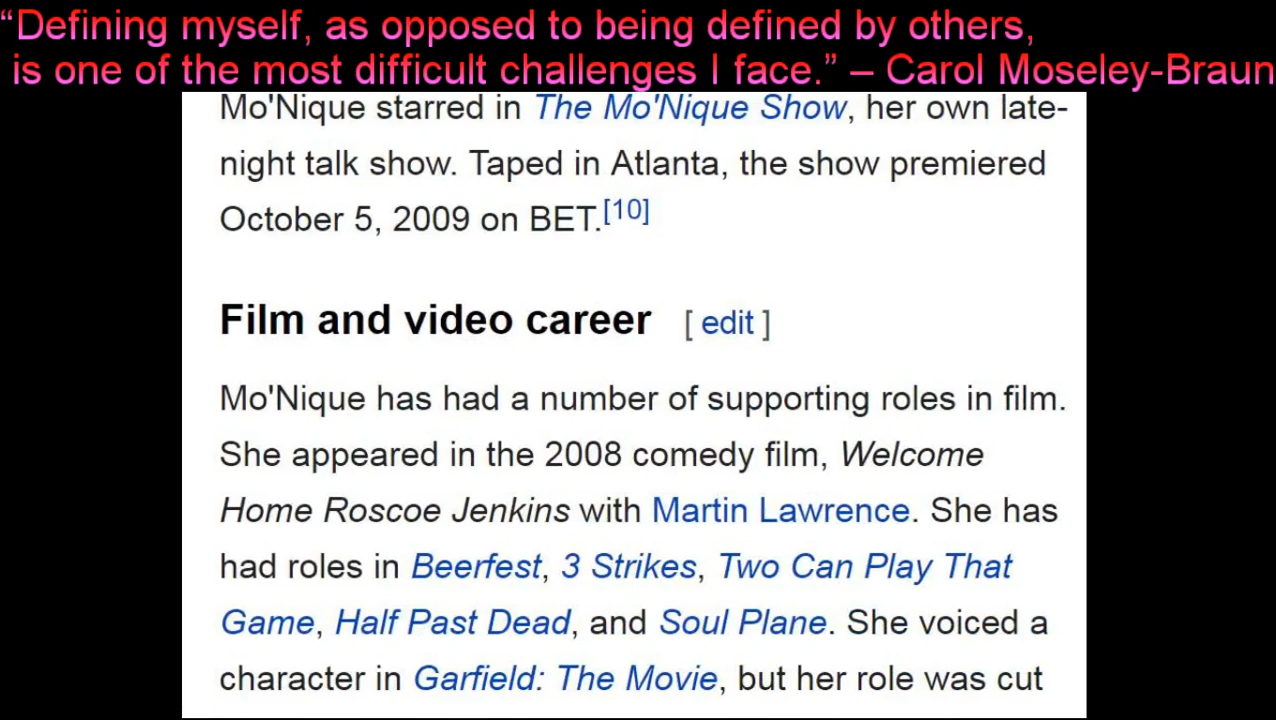 “Defining myself, as opposed to being defined by others,
is one of the most difficult challenges I face.” – Carol Moseley-Braun
Mo'Nique starred in The Mo'Nique Show, her own late-
night talk show. Taped in Atlanta, the show premiered
October 5, 2009 on BET.[10]
Film and video career [ edit ]
Mo'Nique has had a number of supporting roles in film.
She appeared in the 2008 comedy film, Welcome
Home Roscoe Jenkins with Martin Lawrence. She has
had roles in Beerfest, 3 Strikes, Two Can Play That
Game, Half Past Dead, and Soul Plane. She voiced a
character in Garfield: The Movie, but her role was cut